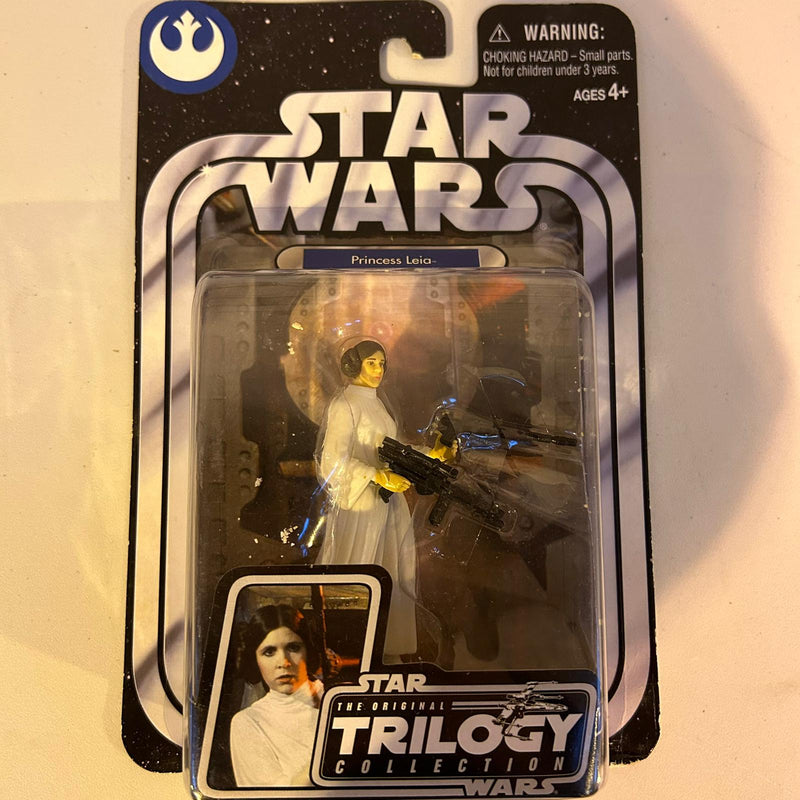 WARNING:
CHOKING HAZARD – Small parts.
Not for children under 3 years.
AGES 4+
STAR
WARS®
Princess Leia™
STAR
THE ORIGINAL
TRILOGY
COLLECTION
WARS